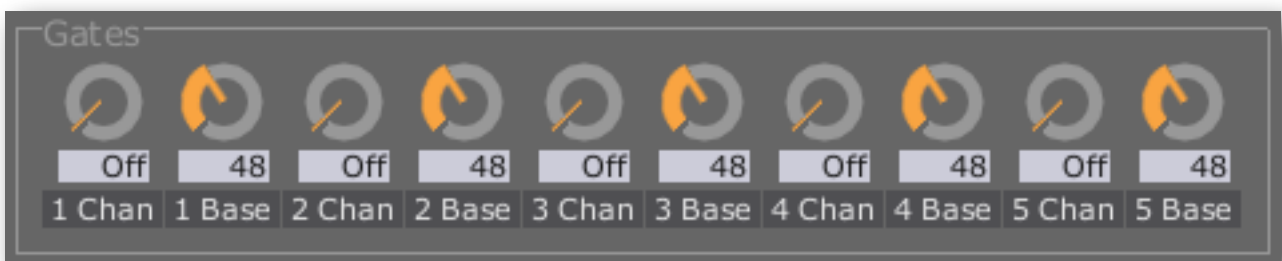 Gates
Off 48 Off 48 Off 48 Off 48 Off 48
1 Chan 1 Base 2 Chan 2 Base 3 Chan 3 Base 4 Chan 4 Base 5 Chan 5 Base